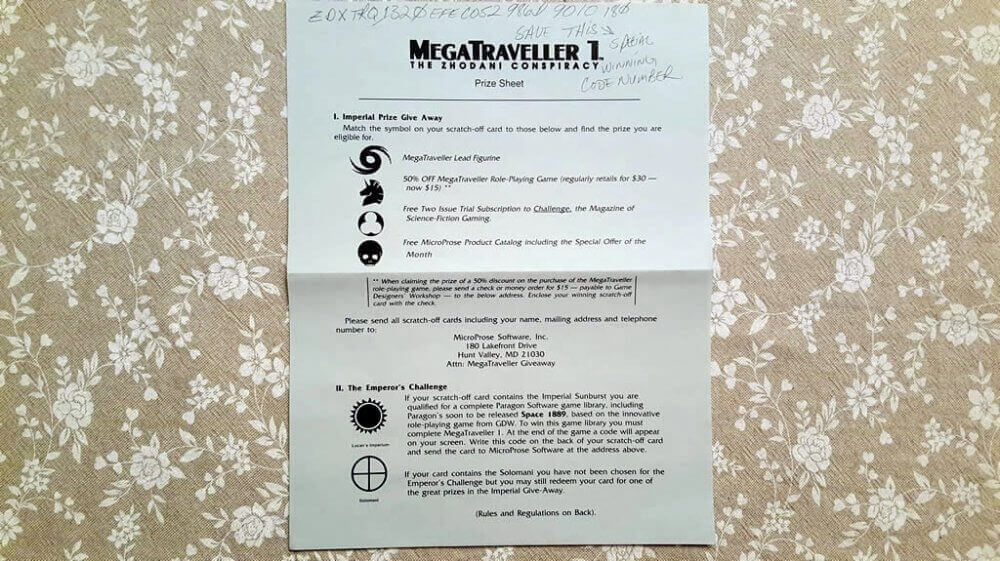 ZDXTRQ132ØEFEC052 986V 9010 18Ø
SAVE THIS
SPECIAL
WINNING
CODE NUMBER
MEGATRAVELLER 1
THE ZHODANI CONSPIRACY
Prize Sheet
I. Imperial Prize Give Away
Match the symbol on your scratch-off card to those below and find the prize you are
eligible for.
MegaTraveller Lead Figurine
50% OFF MegaTraveller Role-Playing Game (regularly retails for $30 —
now $15) **
Free Two Issue Trial Subscription to Challenge, the Magazine of
Science-Fiction Gaming.
Free MicroProse Product Catalog including the Special Offer of the
Month
** When claiming the prize of a 50% discount on the purchase of the MegaTraveller
role-playing game, please send a check or money order for $15 — payable to Game
Designers' Workshop — to the below address. Enclose your winning scratch-off
card with the check.
Please send all scratch-off cards including your name, mailing address and telephone
number to:
MicroProse Software, Inc.
180 Lakefront Drive
Hunt Valley, MD 21030
Attn: MegaTraveller Giveaway
II. The Emperor's Challenge
If your scratch-off card contains the Imperial Sunburst you are
qualified for a complete Paragon Software game library, including
Paragon's soon to be released Space 1889, based on the innovative
role-playing game from GDW. To win this game library you must
complete MegaTraveller 1. At the end of the game a code will appear
on your screen. Write this code on the back of your scratch-off card
and send the card to MicroProse Software at the address above.
Lucan's Imperium
If your card contains the Solomani you have not been chosen for the
Emperor's Challenge but you may still redeem your card for one of
the great prizes in the Imperial Give-Away.
Solomani
(Rules and Regulations on Back).